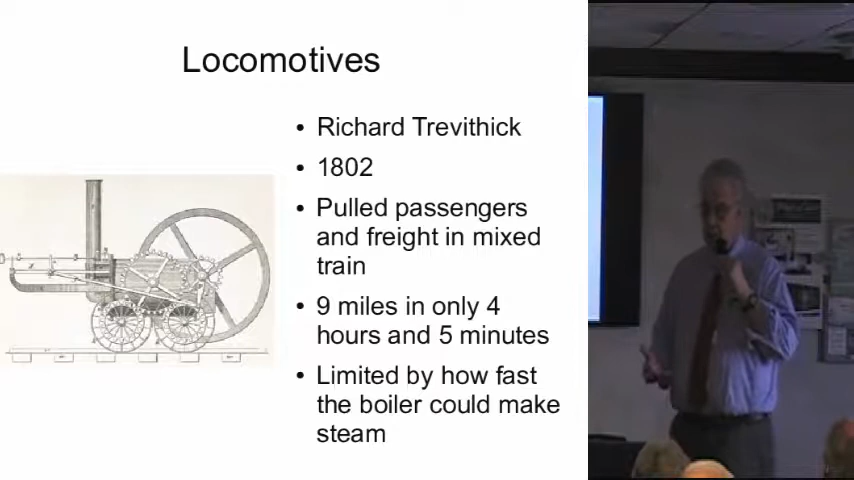 Locomotives
• Richard Trevithick
• 1802
• Pulled passengers
and freight in mixed
train
• 9 miles in only 4
hours and 5 minutes
• Limited by how fast
the boiler could make
steam